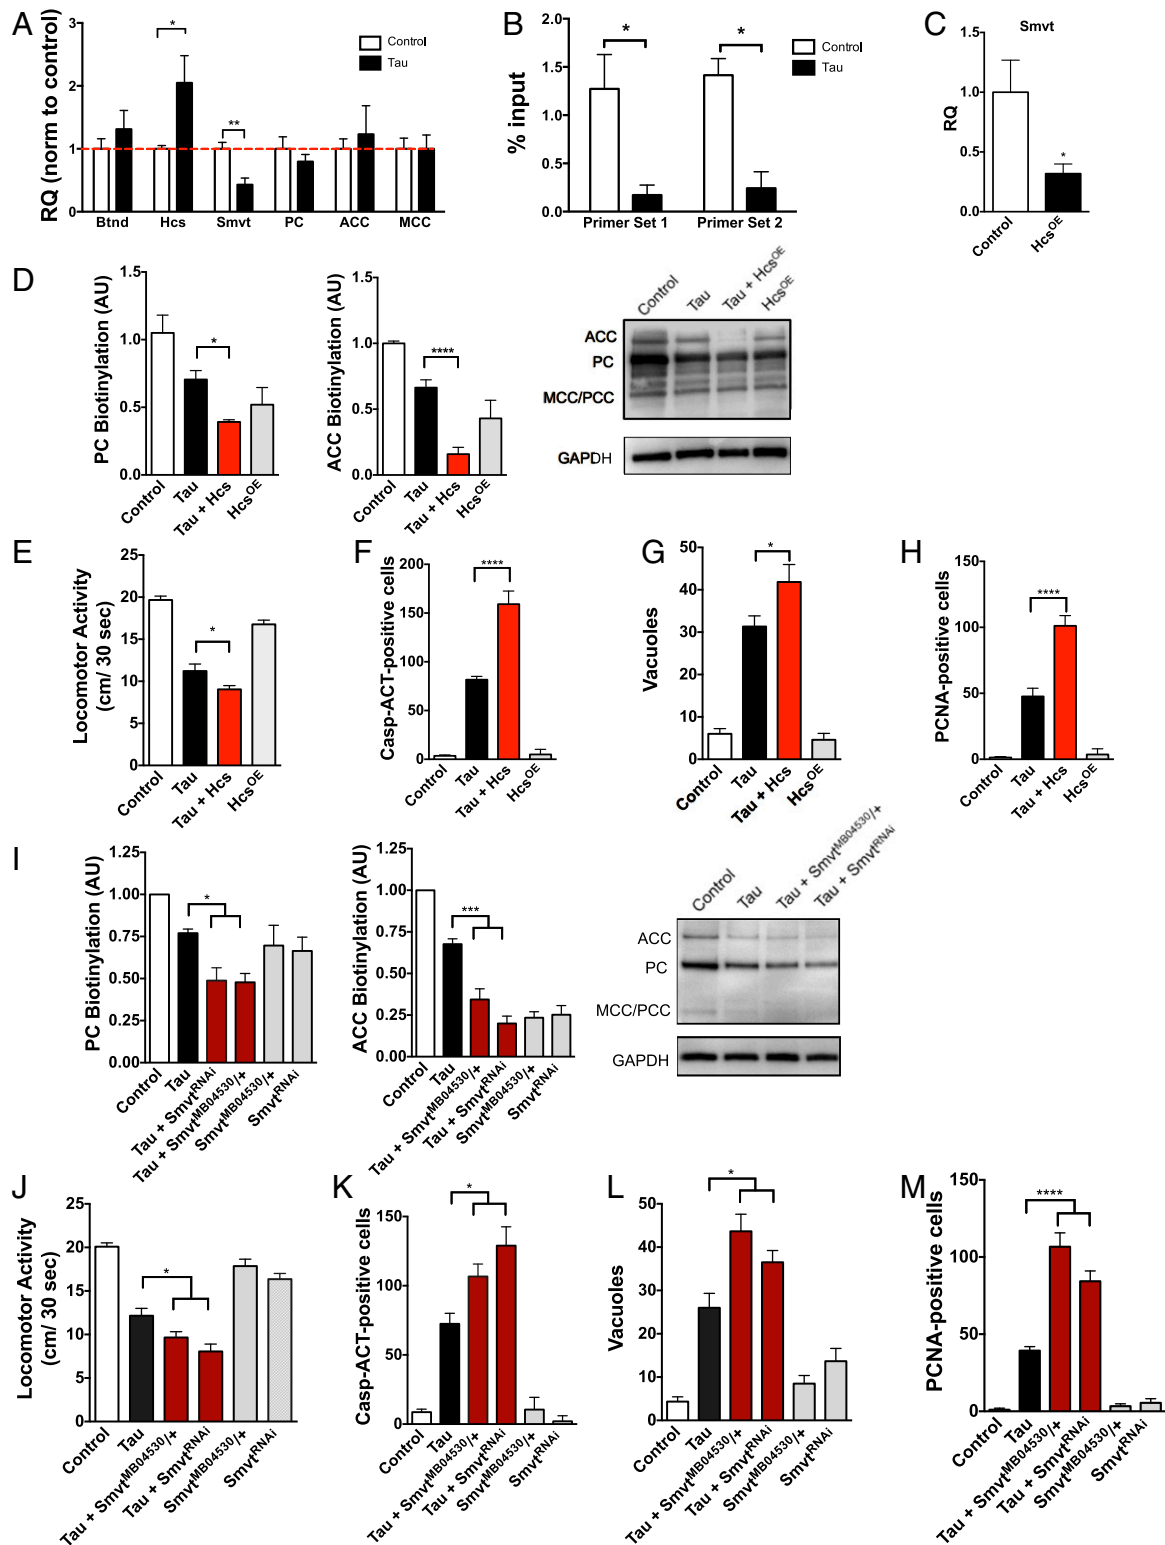 A
RQ (norm to control)
3
2
1
0
*
**
Control
Tau
Btnd Hcs Smvt PC ACC MCC
B
% input
2.0
1.5
1.0
0.5
0.0
*
*
Control
Tau
Primer Set 1 Primer Set 2
C
Smvt
RQ
1.5
1.0
0.5
0.0
*
Control
Hcs^OE
D
PC Biotinylation (AU)
1.5
1.0
0.5
0.0
*
Control
Tau
Tau + Hcs
Hcs^OE
ACC Biotinylation (AU)
1.5
1.0
0.5
0.0
****
Control
Tau
Tau + Hcs
Hcs^OE
Control
Tau
Tau + Hcs^OE
Hcs^OE
ACC
PC
MCC/PCC
GAPDH
E
Locomotor Activity
(cm/ 30 sec)
25
20
15
10
5
0
*
Control
Tau
Tau + Hcs
Hcs^OE
F
Casp-ACT-positive cells
200
150
100
50
0
****
Control
Tau
Tau + Hcs
Hcs^OE
G
Vacuoles
50
40
30
20
10
0
*
Control
Tau
Tau + Hcs
Hcs^OE
H
PCNA-positive cells
150
100
50
0
****
Control
Tau
Tau + Hcs
Hcs^OE
I
PC Biotinylation (AU)
1.25
1.00
0.75
0.50
0.25
0.00
*
Control
Tau
Tau + Smvt^RNAi
Tau + Smvt^MB04530/+
Smvt^MB04530/+
Smvt^RNAi
ACC Biotinylation (AU)
1.25
1.00
0.75
0.50
0.25
0.00
***
Control
Tau
Tau + Smvt^MB04530/+
Tau + Smvt^RNAi
Smvt^MB04530/+
Smvt^RNAi
Control
Tau
Tau + Smvt^MB04530/+
Tau + Smvt^RNAi
ACC
PC
MCC/PCC
GAPDH
J
Locomotor Activity
(cm/ 30 sec)
25
20
15
10
5
0
*
Control
Tau
Tau + Smvt^MB04530/+
Tau + Smvt^RNAi
Smvt^MB04530/+
Smvt^RNAi
K
Casp-ACT-positive cells
150
100
50
0
*
Control
Tau
Tau + Smvt^MB04530/+
Tau + Smvt^RNAi
Smvt^MB04530/+
Smvt^RNAi
L
Vacuoles
50
40
30
20
10
0
*
Control
Tau
Tau + Smvt^MB04530/+
Tau + Smvt^RNAi
Smvt^MB04530/+
Smvt^RNAi
M
PCNA-positive cells
150
100
50
0
****
Control
Tau
Tau + Smvt^MB04530/+
Tau + Smvt^RNAi
Smvt^MB04530/+
Smvt^RNAi